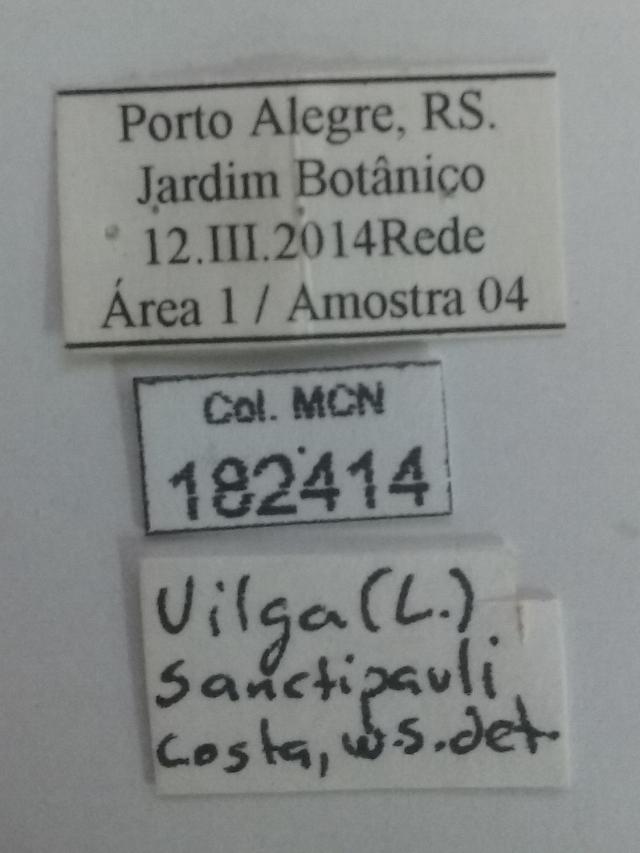 Porto Alegre, RS.
Jardim Botânico
12.III.2014Rede
Área 1 / Amostra 04
Col. MCN
182414
Vilga (L.)
sanctipauli
Costa, W.S. det.